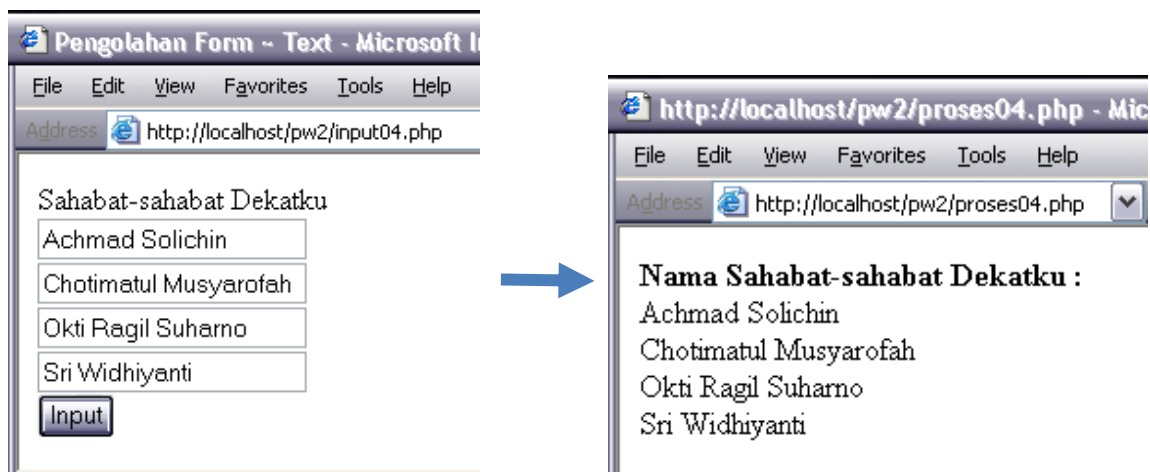 Pengolahan Form ~ Text - Microsoft
File Edit View Favorites Tools Help
Address http://localhost/pw2/input04.php
Sahabat-sahabat Dekatku
Achmad Solichin
Chotimatul Musyarofah
Okti Ragil Suharno
Sri Widhiyanti
Input
http://localhost/pw2/proses04.php - Mic
File Edit View Favorites Tools Help
Address http://localhost/pw2/proses04.php
Nama Sahabat-sahabat Dekatku :
Achmad Solichin
Chotimatul Musyarofah
Okti Ragil Suharno
Sri Widhiyanti